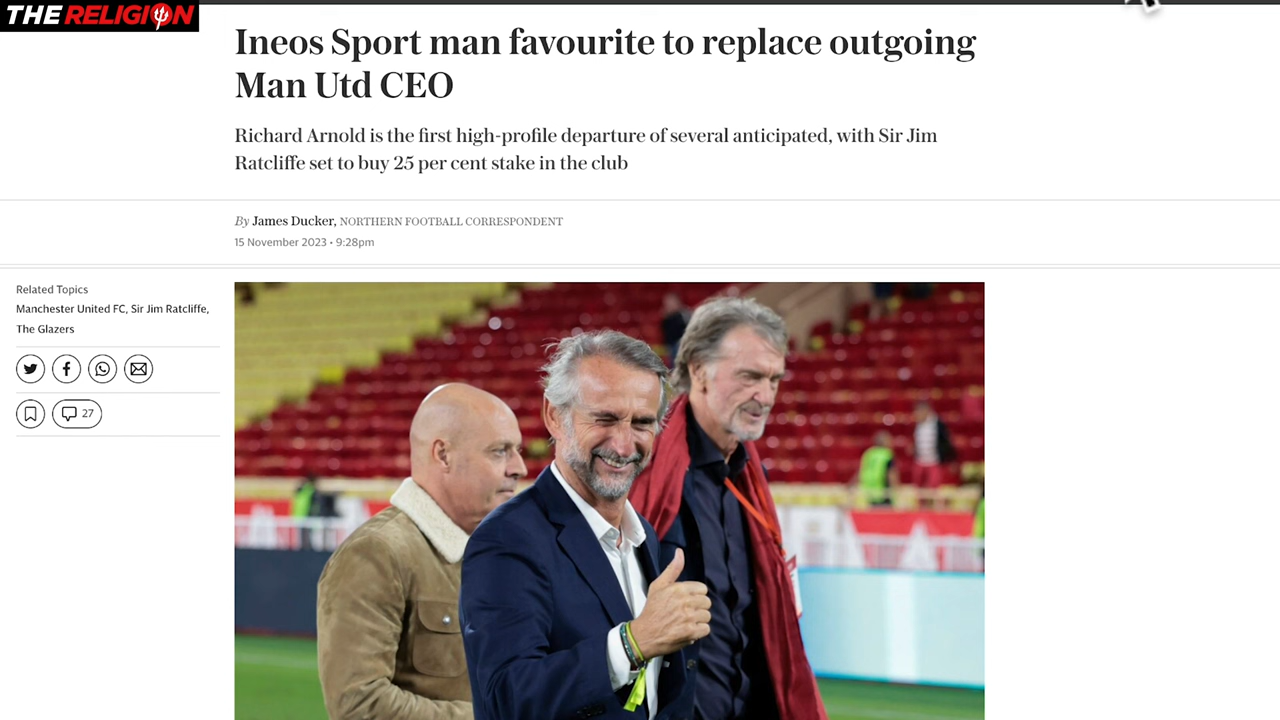 THE RELIGION
Ineos Sport man favourite to replace outgoing
Man Utd CEO
Richard Arnold is the first high-profile departure of several anticipated, with Sir Jim
Ratcliffe set to buy 25 per cent stake in the club
By James Ducker, NORTHERN FOOTBALL CORRESPONDENT
15 November 2023 • 9:28pm
Related Topics
Manchester United FC, Sir Jim Ratcliffe,
The Glazers
27